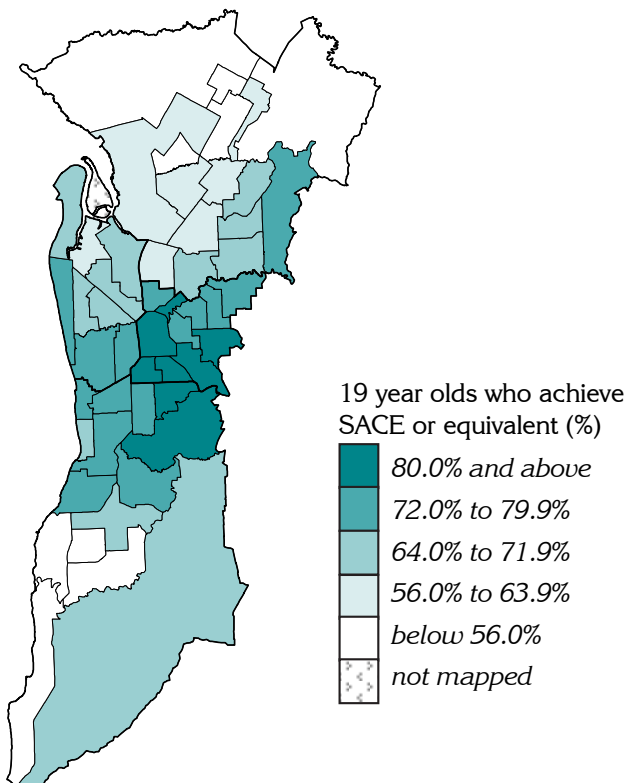 19 year olds who achieve
SACE or equivalent (%)
80.0% and above
72.0% to 79.9%
64.0% to 71.9%
56.0% to 63.9%
below 56.0%
not mapped